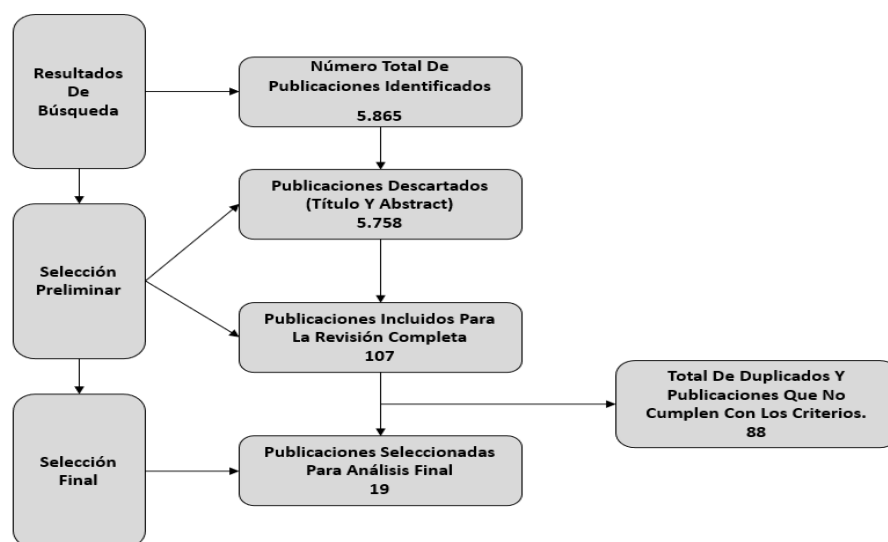 Resultados
De
Búsqueda
Número Total De
Publicaciones Identificados
5.865
Publicaciones Descartados
(Título Y Abstract)
5.758
Selección
Preliminar
Publicaciones Incluidos Para
La Revisión Completa
107
Total De Duplicados Y
Publicaciones Que No
Cumplen Con Los Criterios.
88
Selección
Final
Publicaciones Seleccionadas
Para Análisis Final
19